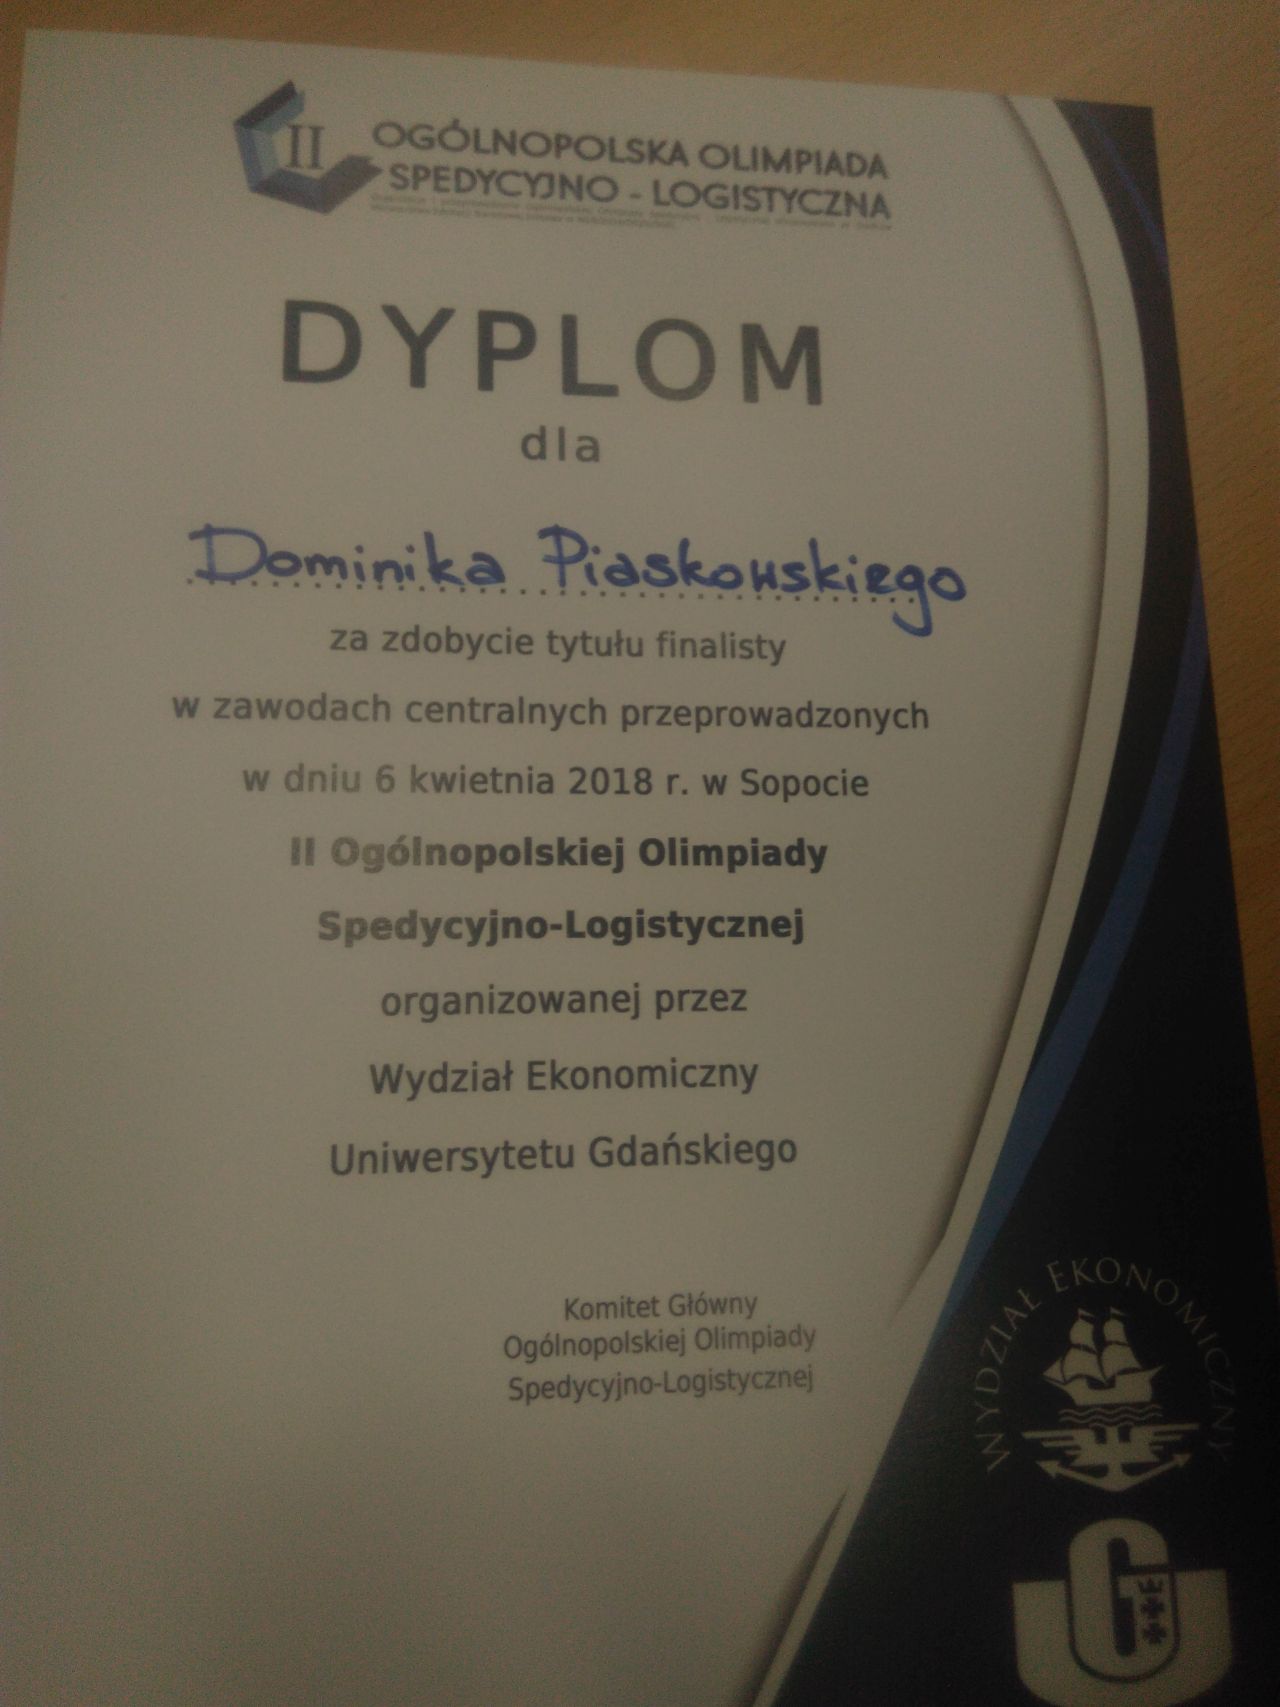 II OGÓLNOPOLSKA OLIMPIADA
SPEDYCYJNO - LOGISTYCZNA
DYPLOM
dla
Dominika Piaskowskiego
za zdobycie tytułu finalisty
w zawodach centralnych przeprowadzonych
w dniu 6 kwietnia 2018 r. w Sopocie
II Ogólnopolskiej Olimpiady
Spedycyjno-Logistycznej
organizowanej przez
Wydział Ekonomiczny
Uniwersytetu Gdańskiego
Komitet Główny
Ogólnopolskiej Olimpiady
Spedycyjno-Logistycznej
WYDZIAŁ EKONOMICZNY